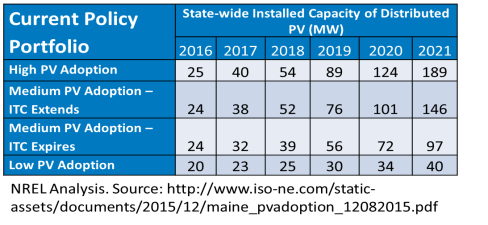 Current Policy
Portfolio
State-wide Installed Capacity of Distributed
PV (MW)
2016 2017 2018 2019 2020 2021
High PV Adoption 25 40 54 89 124 189
Medium PV Adoption –
ITC Extends 24 38 52 76 101 146
Medium PV Adoption –
ITC Expires 24 32 39 56 72 97
Low PV Adoption 20 23 25 30 34 40
NREL Analysis. Source: http://www.iso-ne.com/static-
assets/documents/2015/12/maine_pvadoption_12082015.pdf